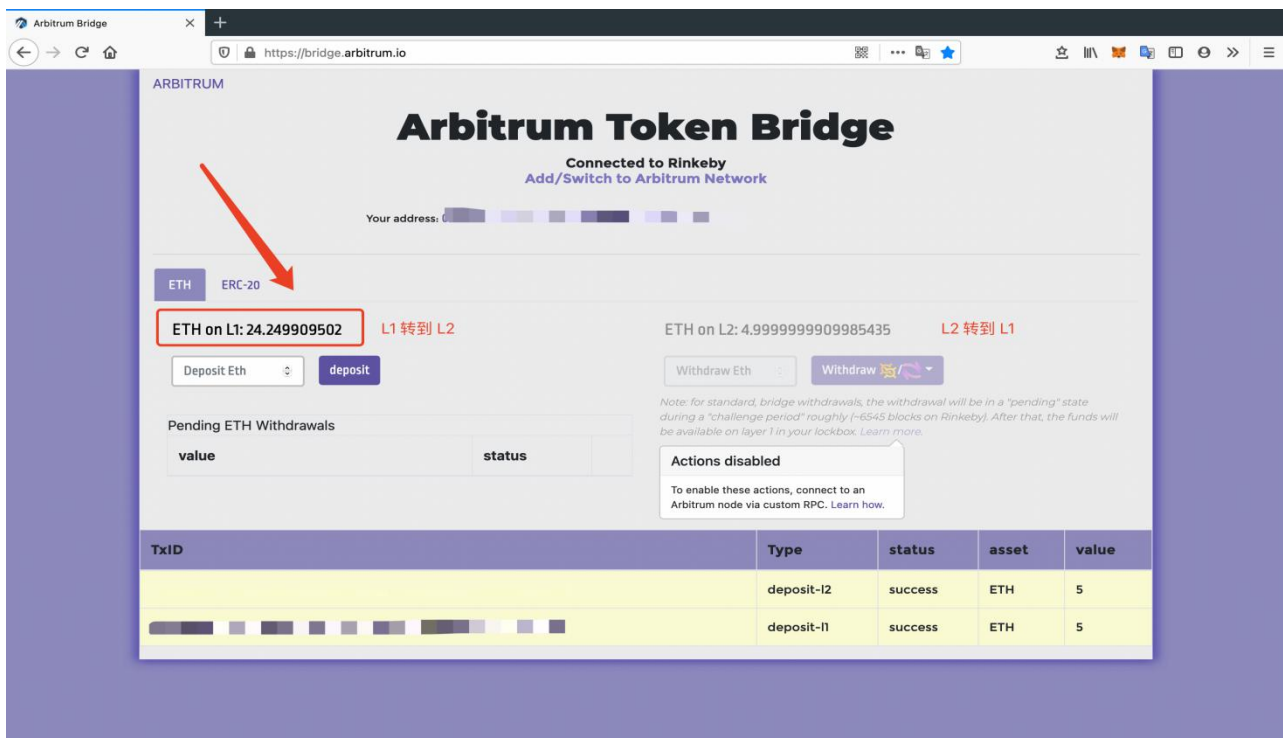 Arbitrum Bridge
https://bridge.arbitrum.io
ARBITRUM
Arbitrum Token Bridge
Connected to Rinkeby
Add/Switch to Arbitrum Network
Your address:
ETH ERC-20
ETH on L1: 24.249909502 L1 转到 L2
ETH on L2: 4.9999999909985435 L2 转到 L1
Deposit Eth deposit
Withdraw Eth Withdraw /
Note: for standard, bridge withdrawals, the withdrawal will be in a "pending" state
during a "challenge period" roughly (~6545 blocks on Rinkeby). After that, the funds will
be available on layer 1 in your lockbox. Learn more.
Pending ETH Withdrawals
value status
Actions disabled
To enable these actions, connect to an
Arbitrum node via custom RPC. Learn how.
TxID Type status asset value
deposit-l2 success ETH 5
deposit-l1 success ETH 5